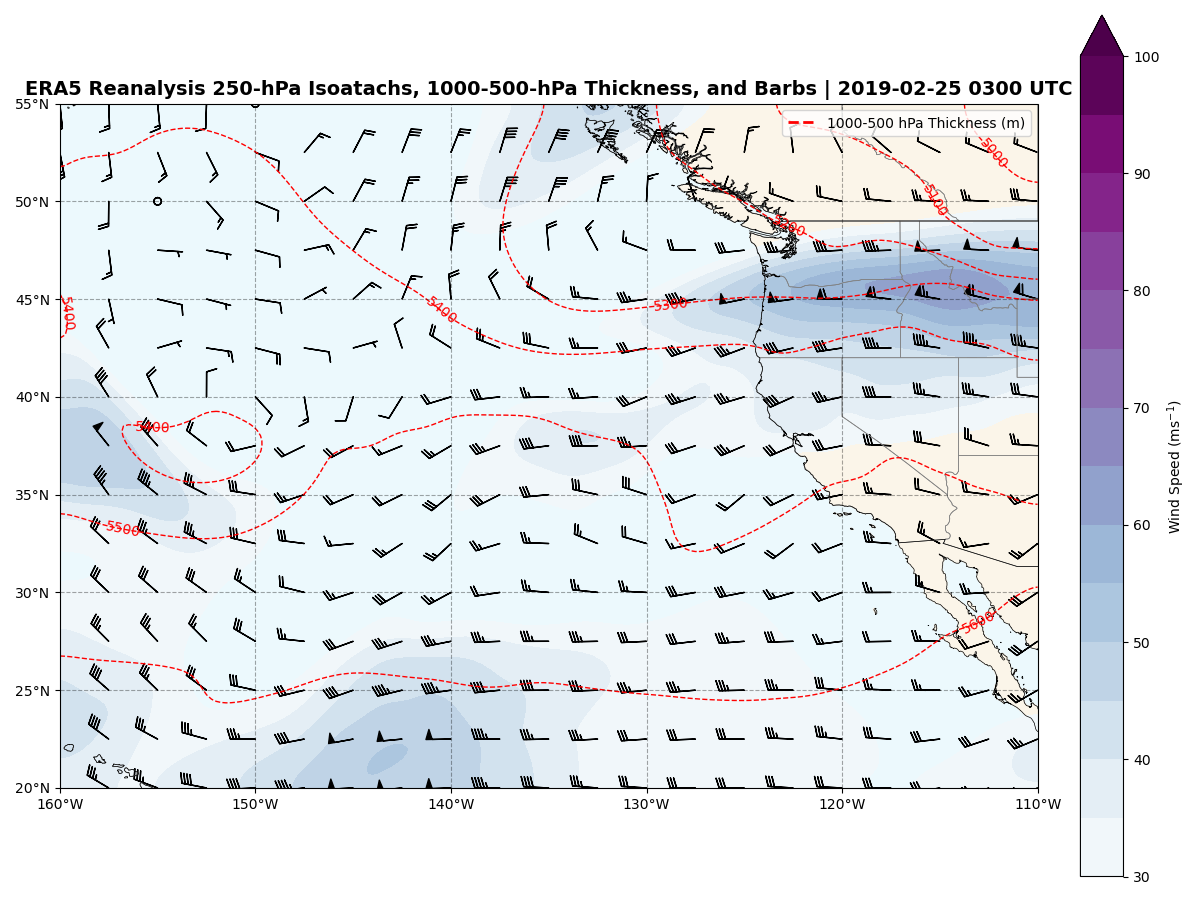 ERA5 Reanalysis 250-hPa Isoatachs, 1000-500-hPa Thickness, and Barbs | 2019-02-25 0300 UTC
1000-500 hPa Thickness (m)
55°N
50°N
45°N
40°N
35°N
30°N
25°N
20°N
160°W
150°W
140°W
130°W
120°W
110°W
5000
5100
5200
5300
5400
5400
5400
5500
5600
100
90
80
70
60
50
40
30
Wind Speed (ms⁻¹)